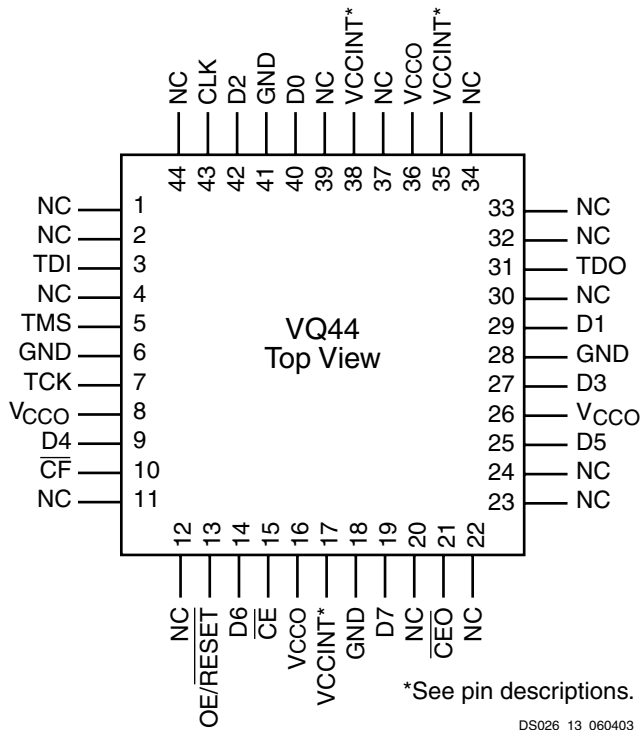 NC CLK D2 GND D0 NC VCCINT* NC VCCO VCCINT* NC
44 43 42 41 40 39 38 37 36 35 34
NC 1 33 NC
NC 2 32 NC
TDI 3 31 TDO
NC 4 30 NC
TMS 5 29 D1
GND 6 28 GND
TCK 7 27 D3
VCCO 8 26 VCCO
D4 9 25 D5
CF 10 24 NC
NC 11 23 NC
VQ44
Top View
12 13 14 15 16 17 18 19 20 21 22
NC OE/RESET D6 CE VCCO VCCINT* GND D7 NC CEO NC
*See pin descriptions.
DS026_13_060403